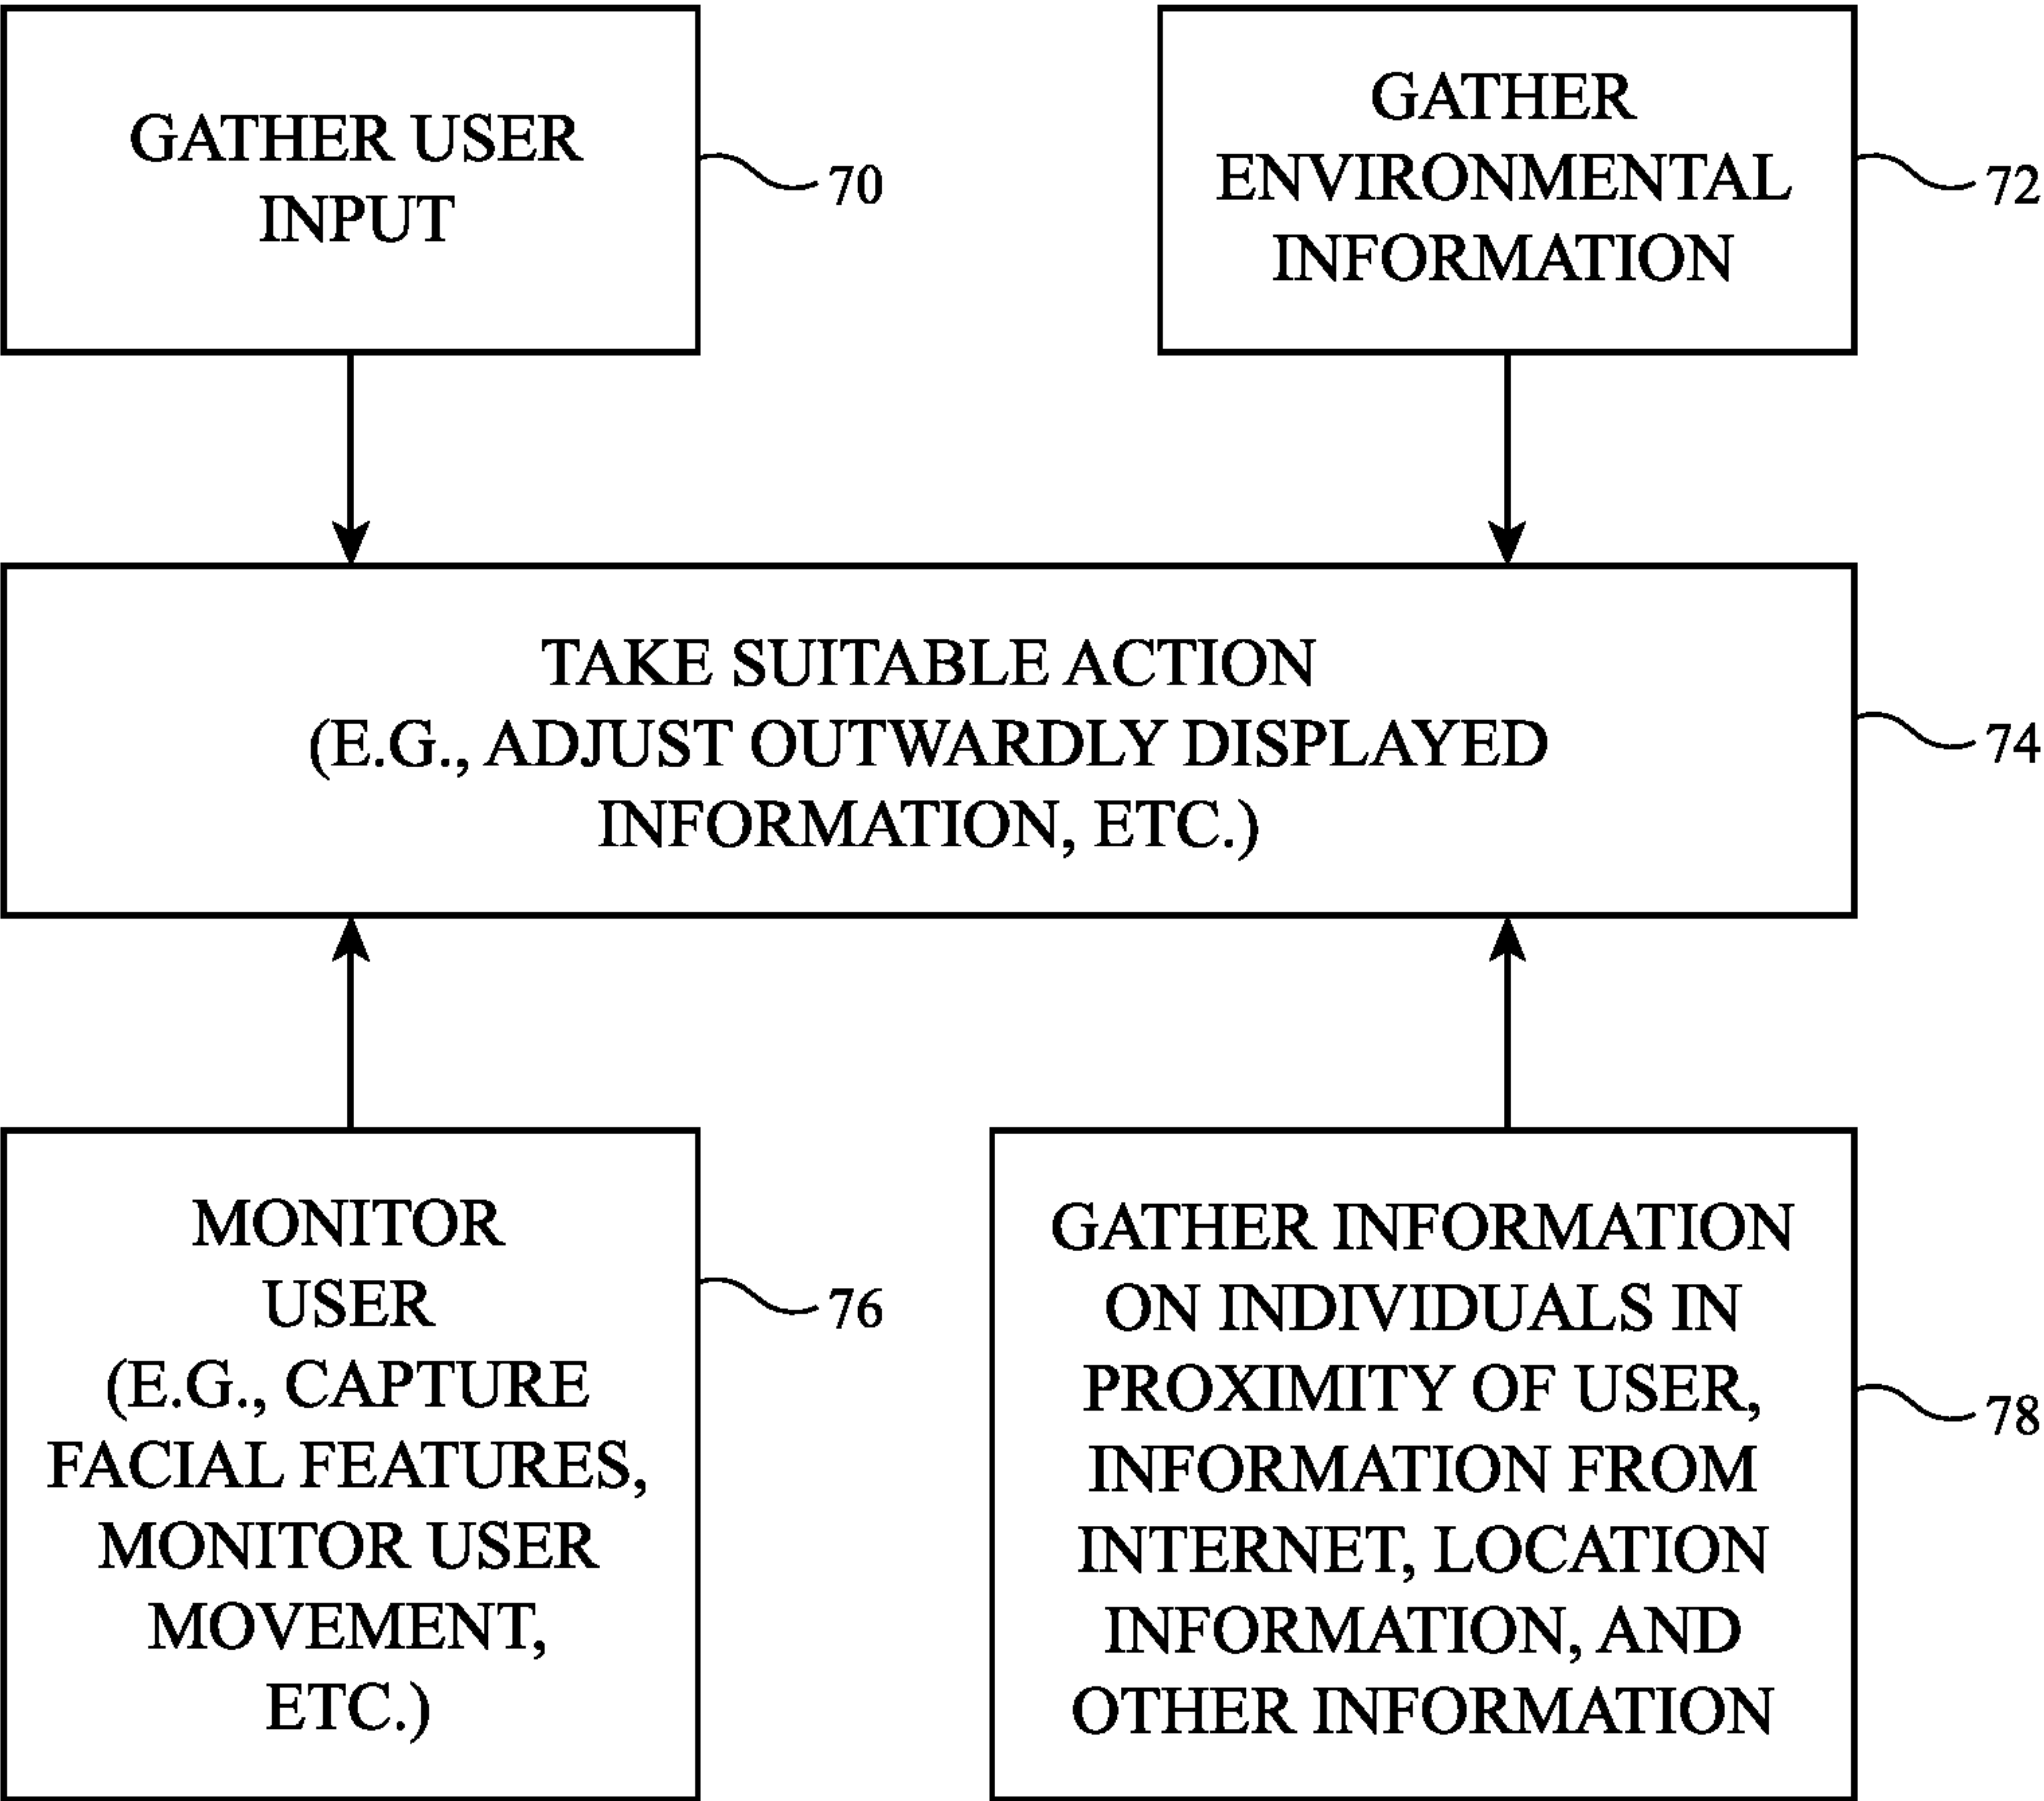 GATHER USER
INPUT
70
GATHER
ENVIRONMENTAL
INFORMATION
72
TAKE SUITABLE ACTION
(E.G., ADJUST OUTWARDLY DISPLAYED
INFORMATION, ETC.)
74
MONITOR
USER
(E.G., CAPTURE
FACIAL FEATURES,
MONITOR USER
MOVEMENT,
ETC.)
76
GATHER INFORMATION
ON INDIVIDUALS IN
PROXIMITY OF USER,
INFORMATION FROM
INTERNET, LOCATION
INFORMATION, AND
OTHER INFORMATION
78